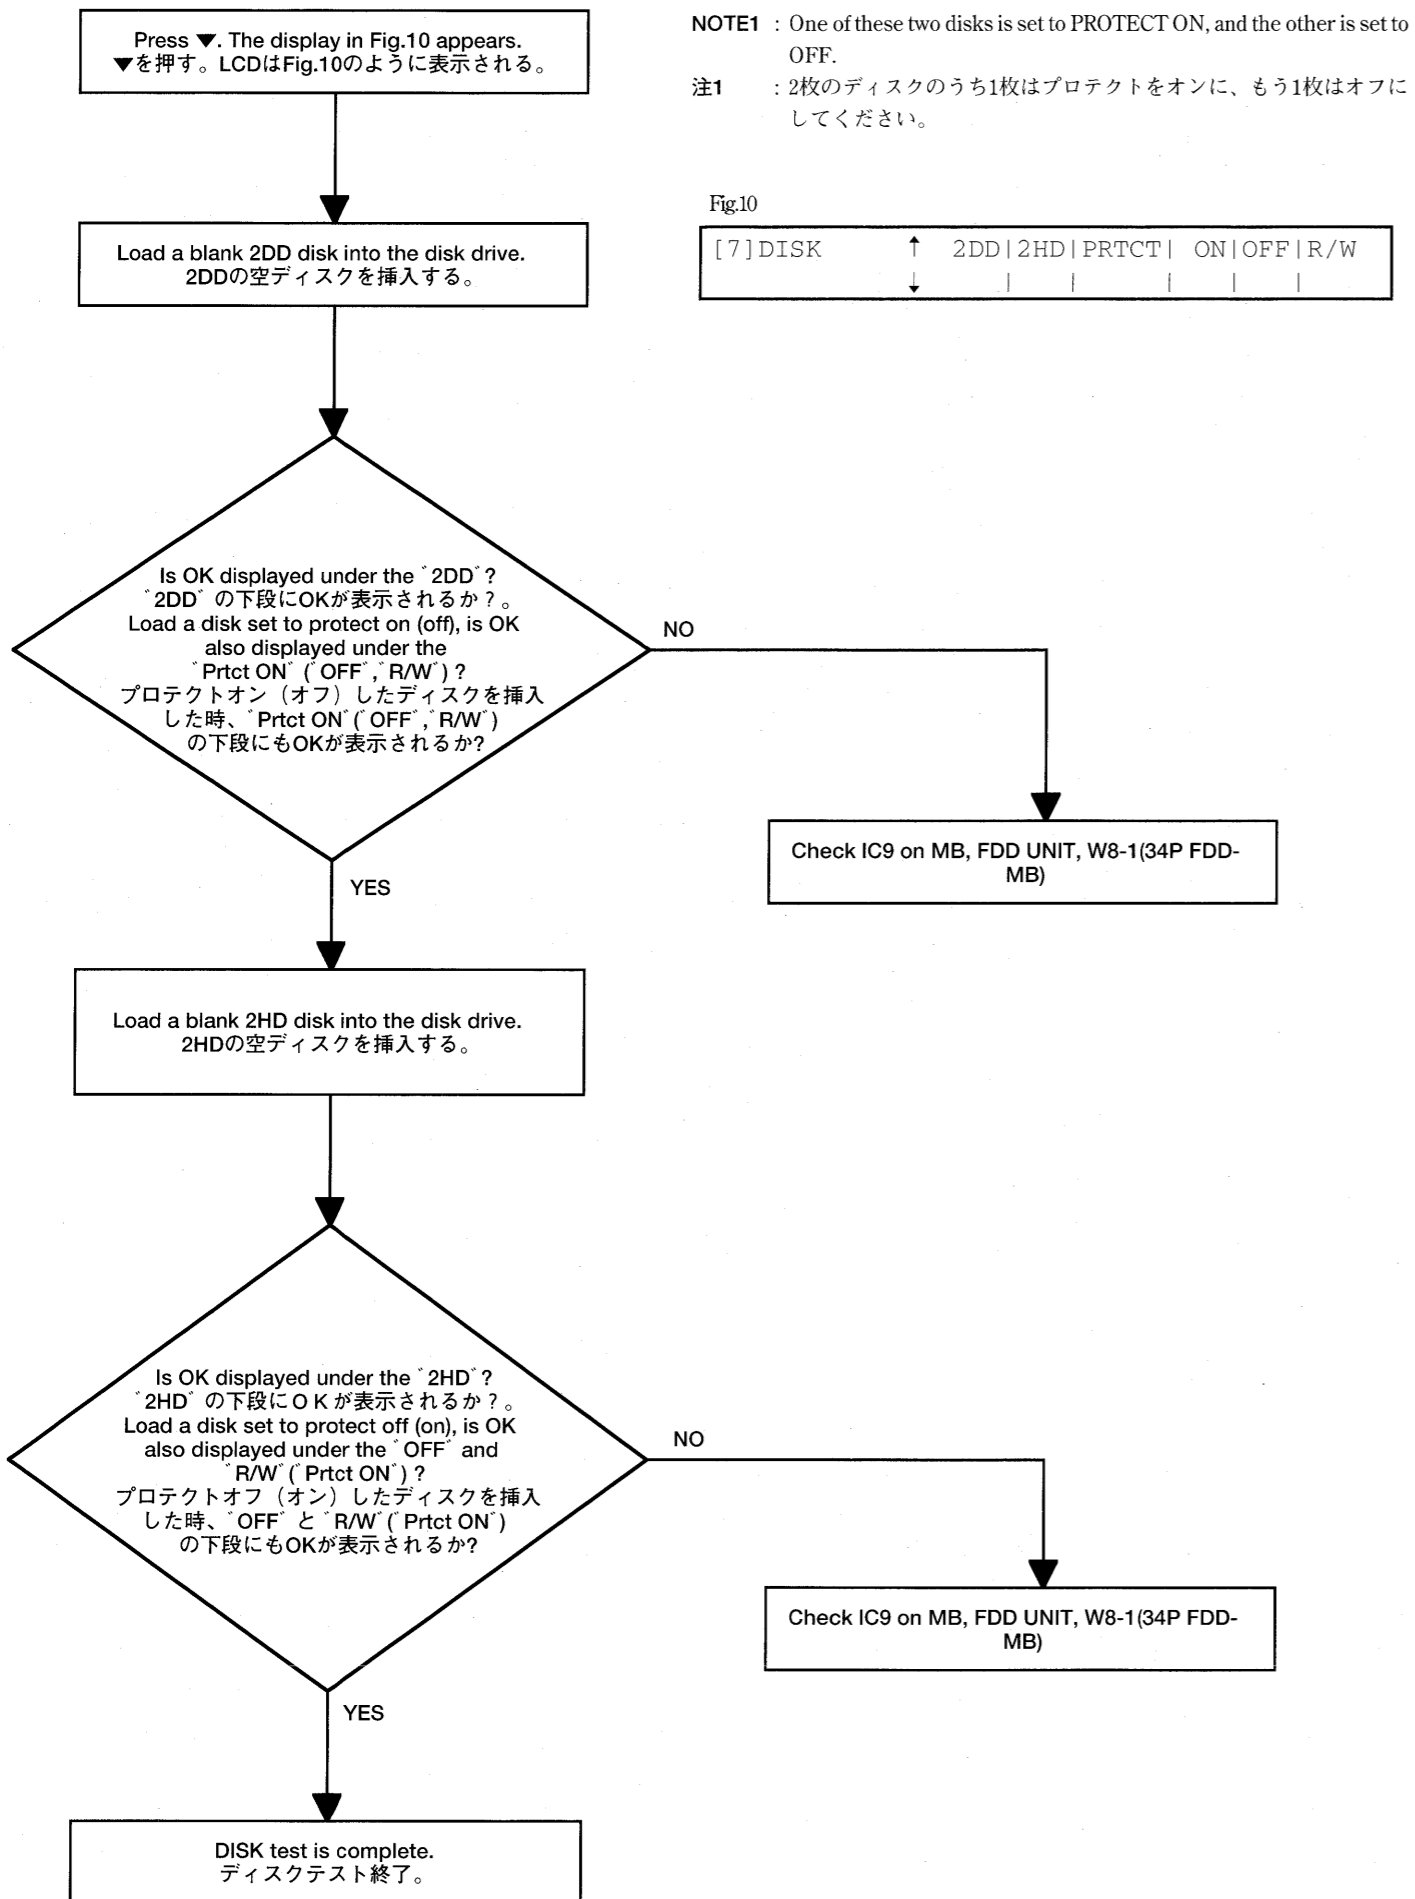 Press ▼. The display in Fig.10 appears.
▼を押す。LCDはFig.10のように表示される。
NOTE1 : One of these two disks is set to PROTECT ON, and the other is set to
OFF.
注1 : 2枚のディスクのうち1枚はプロテクトをオンに、もう1枚はオフに
してください。
Fig.10
[7]DISK ↑ 2DD|2HD|PRTCT| ON|OFF|R/W
↓ | | | | |
Load a blank 2DD disk into the disk drive.
2DDの空ディスクを挿入する。
Is OK displayed under the ˝2DD˝?
˝2DD˝ の下段にOKが表示されるか?。
Load a disk set to protect on (off), is OK
also displayed under the
˝Prtct ON˝ (˝OFF˝,˝R/W˝) ?
プロテクトオン（オフ）したディスクを挿入
した時、˝Prtct ON˝(˝OFF˝,˝R/W˝)
の下段にもOKが表示されるか?
NO
Check IC9 on MB, FDD UNIT, W8-1(34P FDD-
MB)
YES
Load a blank 2HD disk into the disk drive.
2HDの空ディスクを挿入する。
Is OK displayed under the ˝2HD˝?
˝2HD˝ の下段にＯＫが表示されるか?。
Load a disk set to protect off (on), is OK
also displayed under the ˝OFF˝ and
˝R/W˝(˝Prtct ON˝) ?
プロテクトオフ（オン）したディスクを挿入
した時、˝OFF˝ と ˝R/W˝(˝Prtct ON˝)
の下段にもOKが表示されるか?
NO
Check IC9 on MB, FDD UNIT, W8-1(34P FDD-
MB)
YES
DISK test is complete.
ディスクテスト終了。